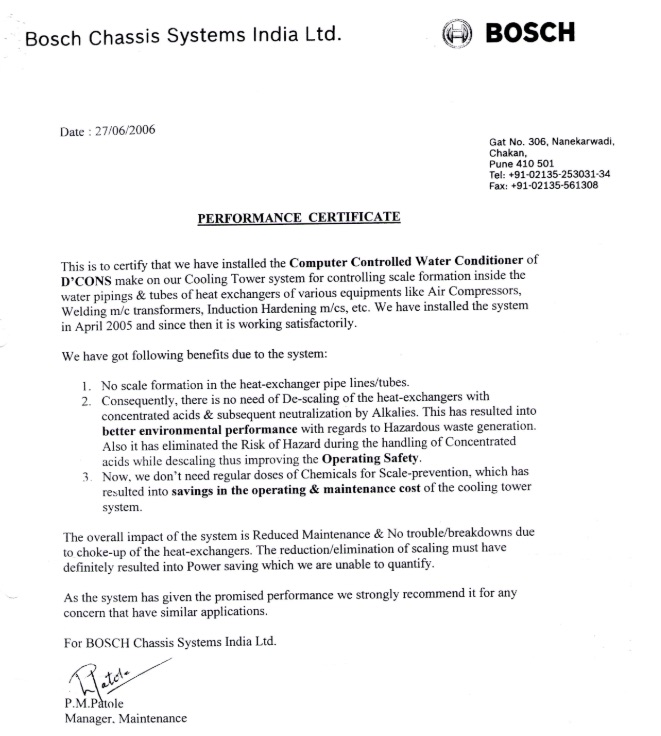 Bosch Chassis Systems India Ltd.
BOSCH
Date : 27/06/2006
Gat No. 306, Nanekarwadi,
Chakan,
Pune 410 501
Tel: +91-02135-253031-34
Fax: +91-02135-561308
PERFORMANCE CERTIFICATE
This is to certify that we have installed the Computer Controlled Water Conditioner of
D'CONS make on our Cooling Tower system for controlling scale formation inside the
water pipings & tubes of heat exchangers of various equipments like Air Compressors,
Welding m/c transformers, Induction Hardening m/cs, etc. We have installed the system
in April 2005 and since then it is working satisfactorily.
We have got following benefits due to the system:
1. No scale formation in the heat-exchanger pipe lines/tubes.
2. Consequently, there is no need of De-scaling of the heat-exchangers with
concentrated acids & subsequent neutralization by Alkalies. This has resulted into
better environmental performance with regards to Hazardous waste generation.
Also it has eliminated the Risk of Hazard during the handling of Concentrated
acids while descaling thus improving the Operating Safety.
3. Now, we don't need regular doses of Chemicals for Scale-prevention, which has
resulted into savings in the operating & maintenance cost of the cooling tower
system.
The overall impact of the system is Reduced Maintenance & No trouble/breakdowns due
to choke-up of the heat-exchangers. The reduction/elimination of scaling must have
definitely resulted into Power saving which we are unable to quantify.
As the system has given the promised performance we strongly recommend it for any
concern that have similar applications.
For BOSCH Chassis Systems India Ltd.
Patole
P.M.Patole
Manager, Maintenance